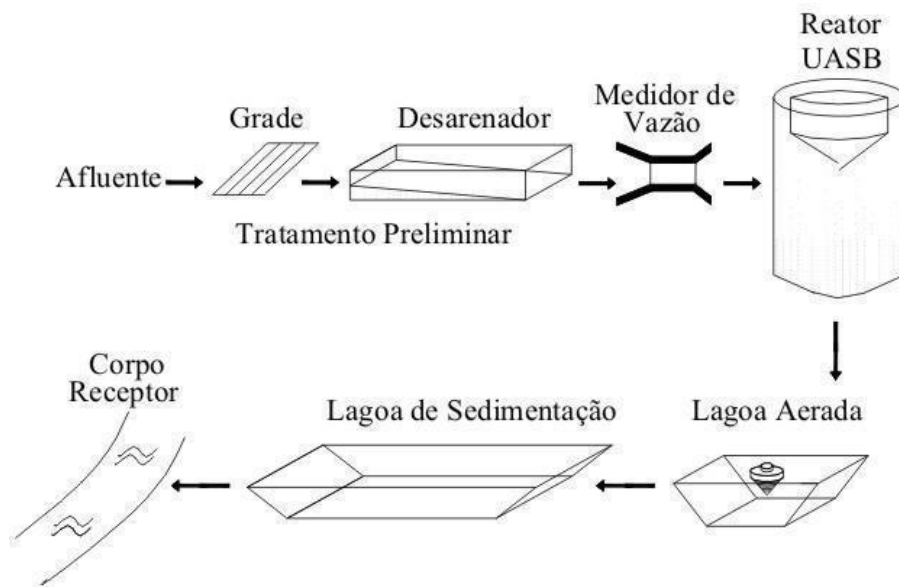 Reator
UASB
Medidor de
Vazão
Grade
Desarenador
Afluente
Tratamento Preliminar
Corpo
Receptor
Lagoa de Sedimentação
Lagoa Aerada